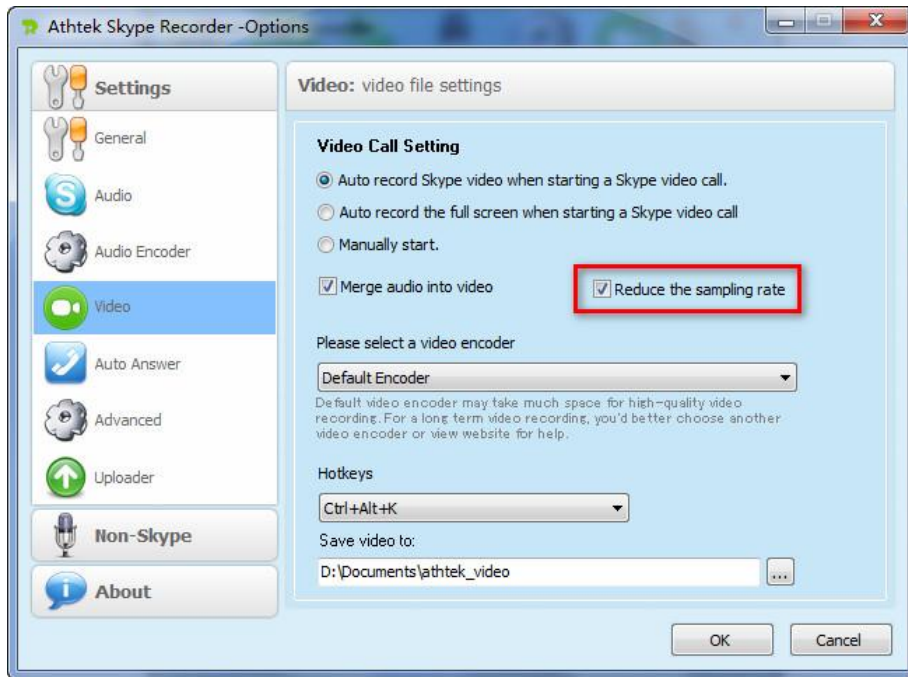 Athtek Skype Recorder -Options
Settings
General
Audio
Audio Encoder
Video
Auto Answer
Advanced
Uploader
Non-Skype
About
Video: video file settings
Video Call Setting
Auto record Skype video when starting a Skype video call.
Auto record the full screen when starting a Skype video call
Manually start.
Merge audio into video
Reduce the sampling rate
Please select a video encoder
Default Encoder
Default video encoder may take much space for high-quality video
recording. For a long term video recording, you'd better choose another
video encoder or view website for help.
Hotkeys
Ctrl+Alt+K
Save video to:
D:\Documents\athtek_video
...
OK
Cancel